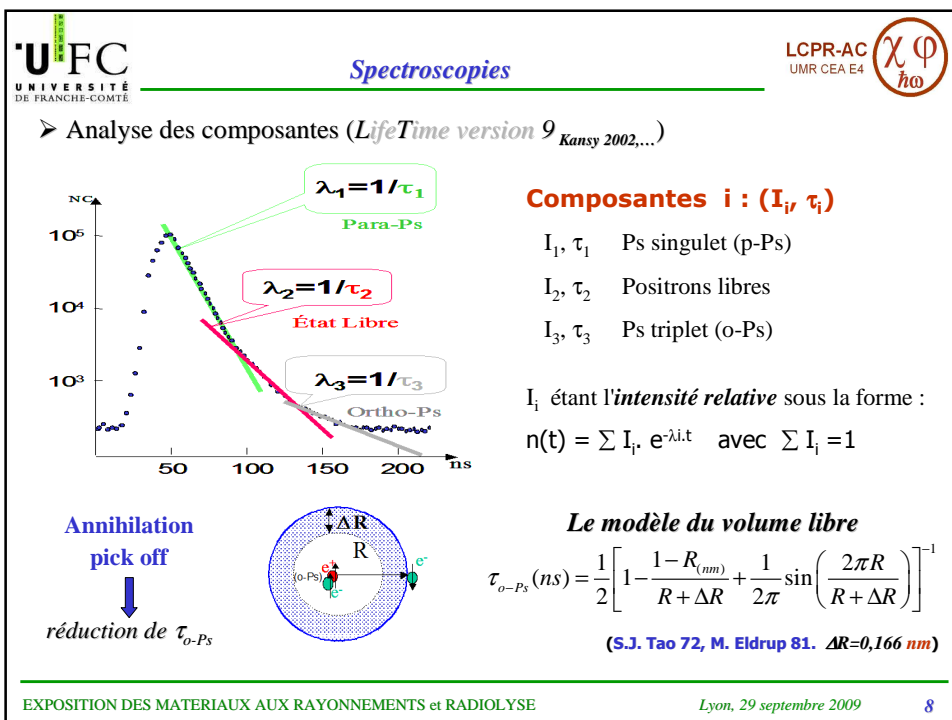 UFC
UNIVERSITÉ
DE FRANCHE-COMTÉ
Spectroscopies
LCPR-AC
UMR CEA E4
χ φ
ħω
➢ Analyse des composantes (LifeTime version 9 Kansy 2002,...)
NC
10⁵
10⁴
10³
50 100 150 200 ns
λ₁=1/τ₁
Para-Ps
λ₂=1/τ₂
État Libre
λ₃=1/τ₃
Ortho-Ps
Composantes i : (Iᵢ, τᵢ)
I₁, τ₁ Ps singulet (p-Ps)
I₂, τ₂ Positrons libres
I₃, τ₃ Ps triplet (o-Ps)
Iᵢ étant l'intensité relative sous la forme :
n(t) = ∑ Iᵢ. e^(-λi.t) avec ∑ Iᵢ =1
Annihilation
pick off
réduction de τ_o-Ps
ΔR
R
(o-Ps) e⁺
e⁻
e⁻
Le modèle du volume libre
τ_o−Ps (ns) = 1/2 [1 − (1 − R_(nm))/(R + ΔR) + 1/2π sin(2πR/(R + ΔR))]⁻¹
(S.J. Tao 72, M. Eldrup 81. ΔR=0,166 nm)
EXPOSITION DES MATERIAUX AUX RAYONNEMENTS et RADIOLYSE
Lyon, 29 septembre 2009
8